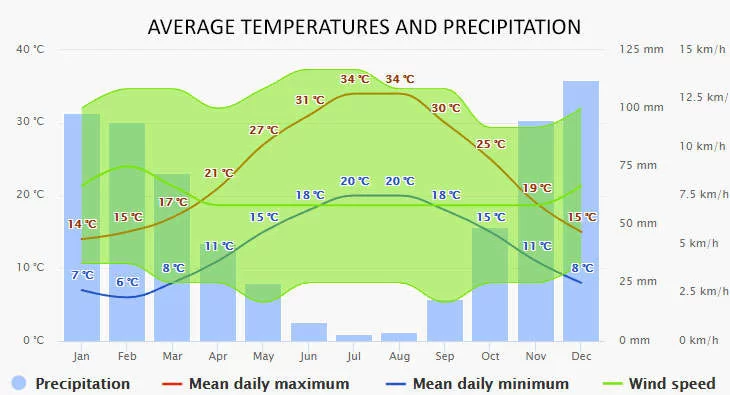 AVERAGE TEMPERATURES AND PRECIPITATION
40 °C 125 mm 15 km/h
34 °C 34 °C
31 °C 30 °C
30 °C 100 mm 12.5 km/h
27 °C
25 °C
21 °C 10 km/h
20 °C 20 °C
17 °C 18 °C 18 °C 19 °C
20 °C 75 mm 7.5 km/h
14 °C 15 °C 15 °C 15 °C 15 °C
50 mm
11 °C 11 °C 5 km/h
7 °C 6 °C 8 °C 8 °C
10 °C 25 mm 2.5 km/h
0 °C 0 mm 0 km/h
Jan Feb Mar Apr May Jun Jul Aug Sep Oct Nov Dec
Precipitation Mean daily maximum Mean daily minimum Wind speed